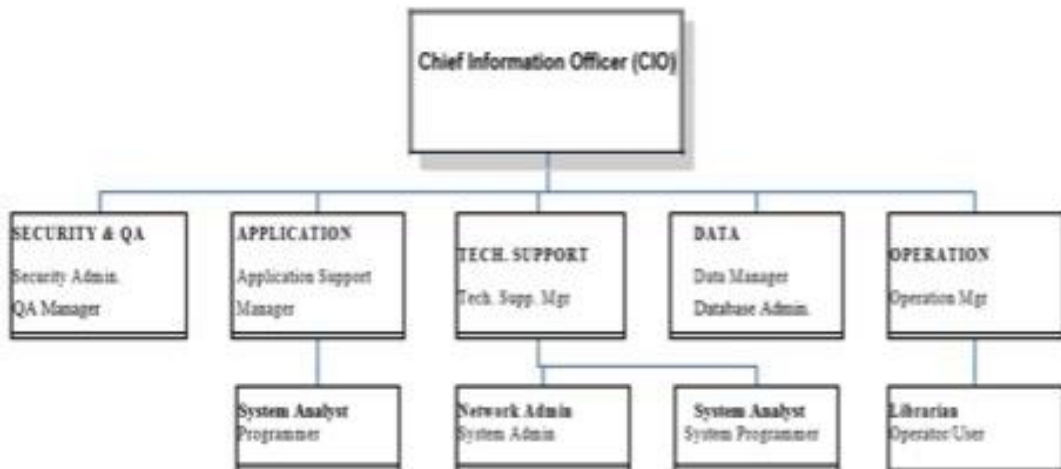 Chief Information Officer (CIO)
SECURITY & QA
Security Admin.
QA Manager
APPLICATION
Application Support
Manager
TECH. SUPPORT
Tech. Supp. Mgr
DATA
Data Manager
Database Admin.
OPERATION
Operation Mgr
System Analyst
Programmer
Network Admin
System Admin
System Analyst
System Programmer
Librarian
Operator/User